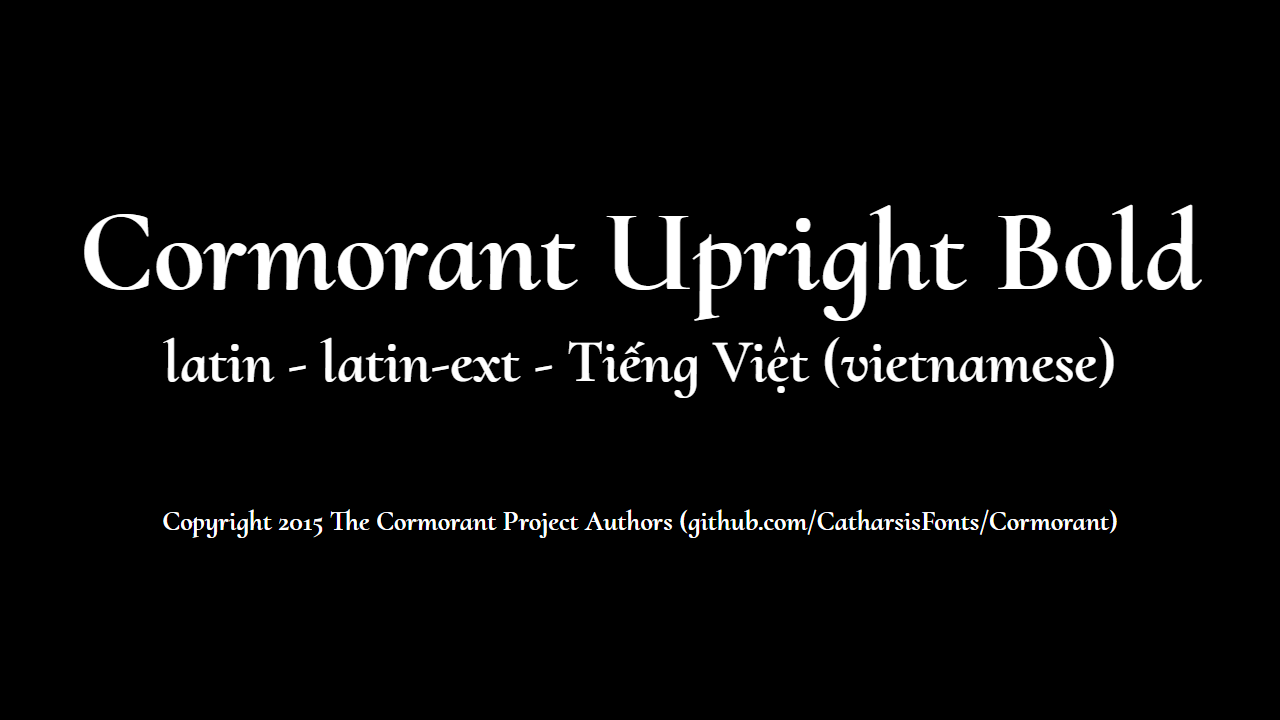 Cormorant Upright Bold
latin - latin-ext - Tiếng Việt (vietnamese)
Copyright 2015 The Cormorant Project Authors (github.com/CatharsisFonts/Cormorant)